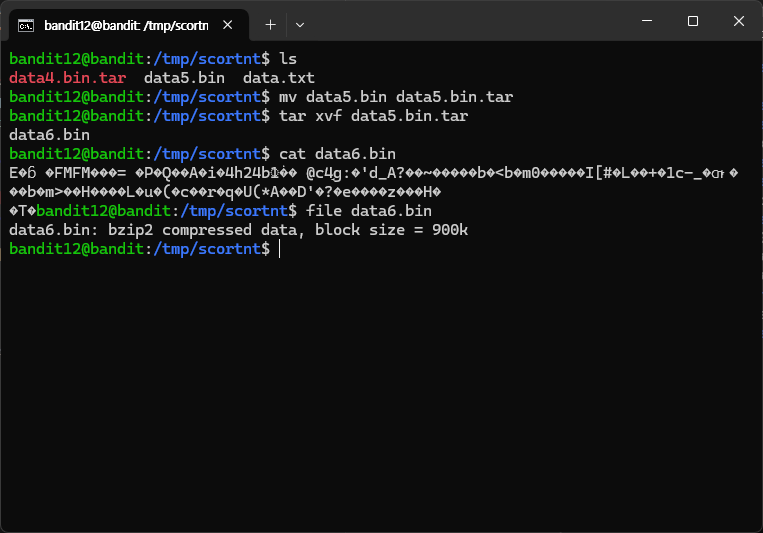 bandit12@bandit: /tmp/scortn
bandit12@bandit:/tmp/scortnt$ ls
data4.bin.tar  data5.bin  data.txt
bandit12@bandit:/tmp/scortnt$ mv data5.bin data5.bin.tar
bandit12@bandit:/tmp/scortnt$ tar xvf data5.bin.tar
data6.bin
bandit12@bandit:/tmp/scortnt$ cat data6.bin
�FMFM���= �P�Q��A�i�4h24b @c4g:�'d_A?��~�����b�<b�m0�����I[#�L��+�1c-_�
��b�m>��H����L�u�(�c��r�q�U(*A��D'�?�e����z���H�
�T�bandit12@bandit:/tmp/scortnt$ file data6.bin
data6.bin: bzip2 compressed data, block size = 900k
bandit12@bandit:/tmp/scortnt$